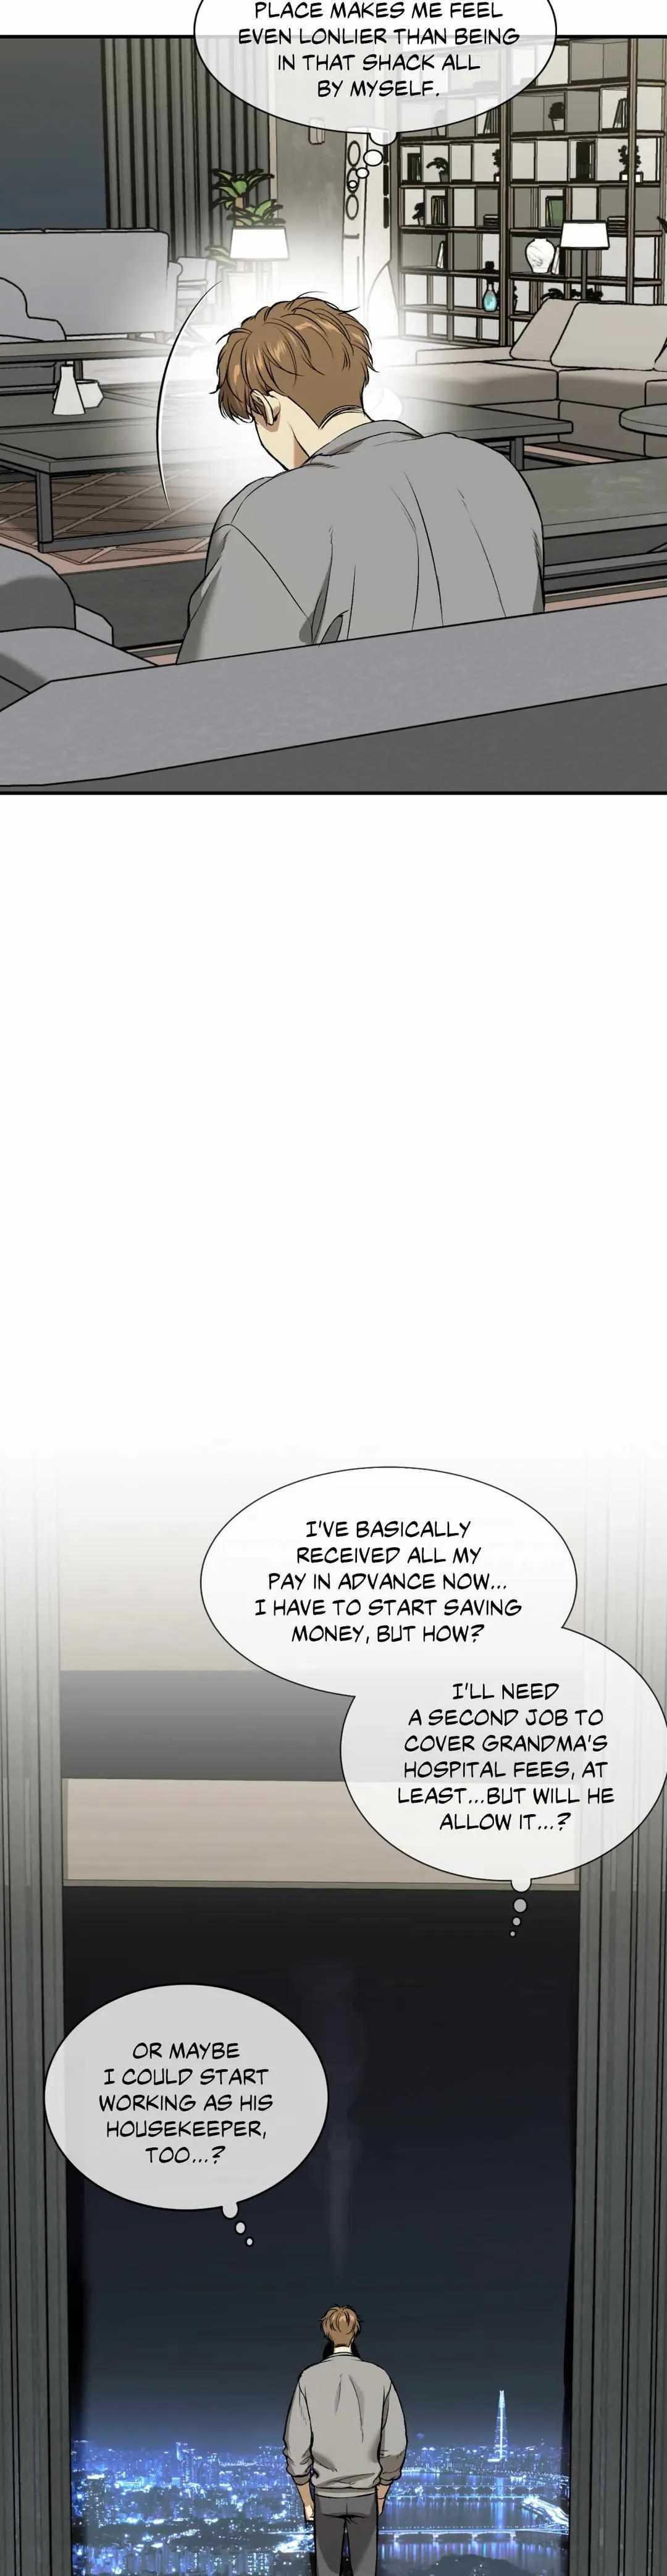 PLACE MAKES ME FEEL
EVEN LONLIER THAN BEING
IN THAT SHACK ALL
BY MYSELF.
I'VE BASICALLY
RECEIVED ALL MY
PAY IN ADVANCE NOW...
I HAVE TO START SAVING
MONEY, BUT HOW?
I'LL NEED
A SECOND JOB TO
COVER GRANDMA'S
HOSPITAL FEES, AT
LEAST...BUT WILL HE
ALLOW IT...?
OR MAYBE
I COULD START
WORKING AS HIS
HOUSEKEEPER,
TOO...?